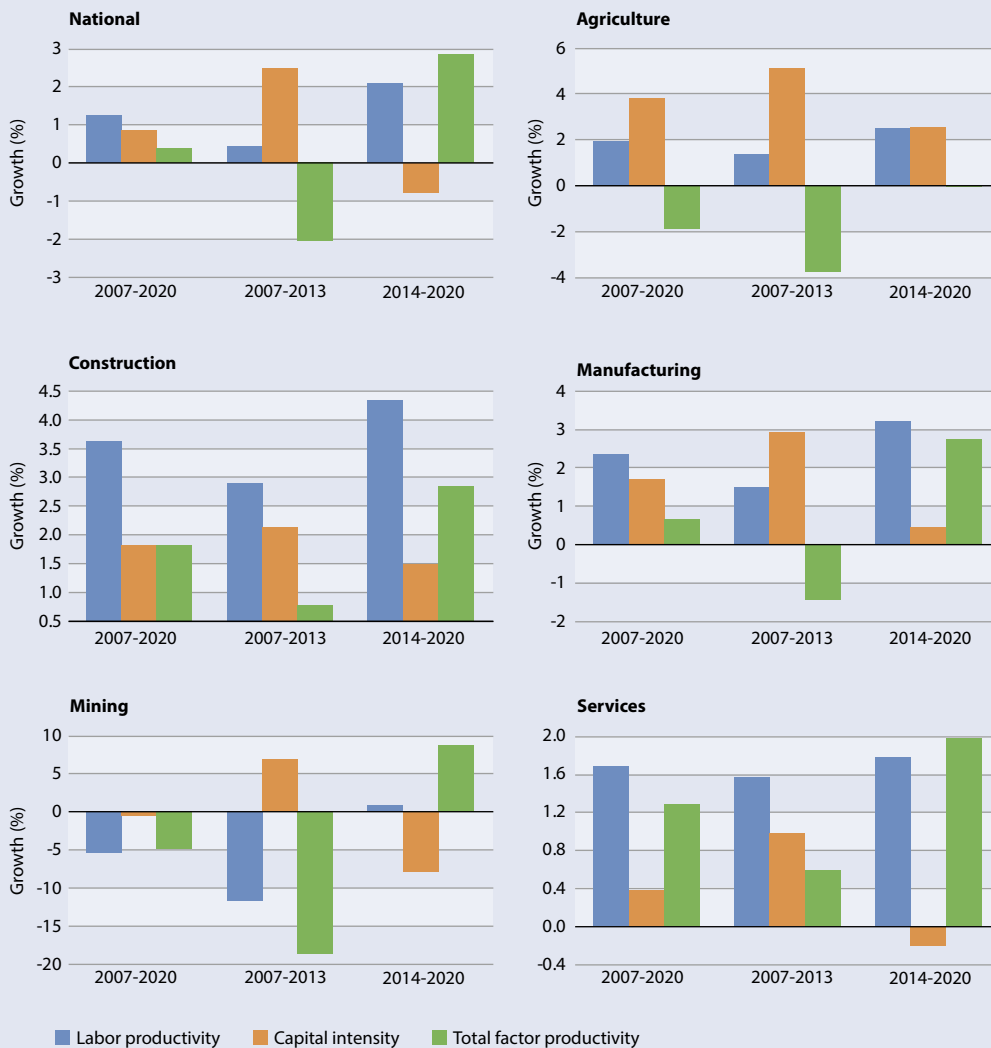 National
Growth (%)
3
2
1
0
-1
-2
-3
2007-2020 2007-2013 2014-2020
Agriculture
Growth (%)
6
4
2
0
-2
-4
2007-2020 2007-2013 2014-2020
Construction
Growth (%)
4.5
4.0
3.5
3.0
2.5
2.0
1.5
1.0
0.5
2007-2020 2007-2013 2014-2020
Manufacturing
Growth (%)
4
3
2
1
0
-1
-2
2007-2020 2007-2013 2014-2020
Mining
Growth (%)
10
5
0
-5
-10
-15
-20
2007-2020 2007-2013 2014-2020
Services
Growth (%)
2.0
1.6
1.2
0.8
0.4
0.0
-0.4
2007-2020 2007-2013 2014-2020
Labor productivity Capital intensity Total factor productivity